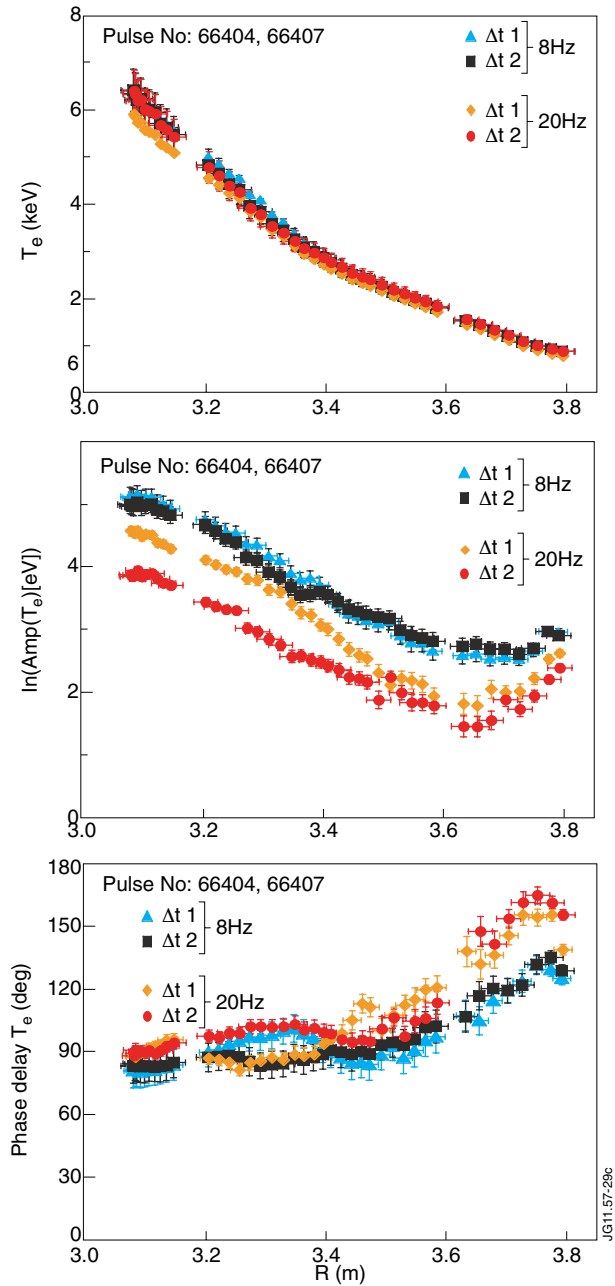 8
Pulse No: 66404, 66407
Δt 1
Δt 2
8Hz
Δt 1
Δt 2
20Hz
6
4
2
6
0
Te (keV)
3.0 3.2 3.4 3.6 3.8
Pulse No: 66404, 66407
Δt 1
Δt 2
8Hz
Δt 1
Δt 2
20Hz
4
2
0
ln(Amp(Te)[eV])
3.0 3.2 3.4 3.6 3.8
180
Pulse No: 66404, 66407
Δt 1
Δt 2
8Hz
Δt 1
Δt 2
20Hz
150
120
90
60
30
0
Phase delay Te (deg)
3.0 3.2 3.4 3.6 3.8
R (m)
JG11.57-29c